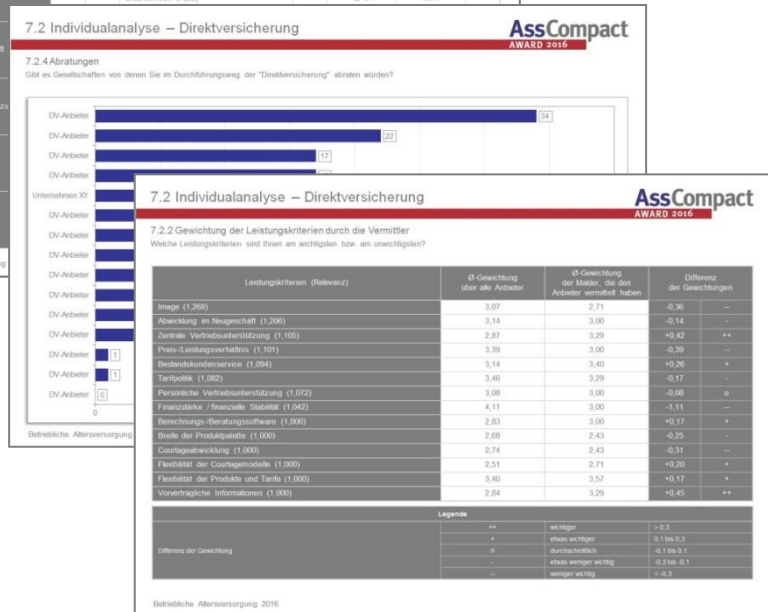 7.2 Individualanalyse – Direktversicherung
AssCompact
AWARD 2016
7.2.4 Abratungen
Gibt es Gesellschaften von denen Sie im Durchführungsweg der "Direktversicherung" abraten würden?
DV-Anbieter 34
DV-Anbieter 22
DV-Anbieter 17
DV-Anbieter
Unternehmen XY
DV-Anbieter
DV-Anbieter
DV-Anbieter
DV-Anbieter
DV-Anbieter
DV-Anbieter
DV-Anbieter
DV-Anbieter 1
DV-Anbieter 1
DV-Anbieter 0
0
Betriebliche Altersversorgung
7.2 Individualanalyse – Direktversicherung
AssCompact
AWARD 2016
7.2.2 Gewichtung der Leistungskriterien durch die Vermittler
Welche Leistungskriterien sind Ihnen am wichtigsten bzw. am unwichtigsten?
Leistungskriterien (Relevanz) Ø-Gewichtung über alle Anbieter Ø-Gewichtung der Makler, die den Anbieter vermittelt haben Differenz der Gewichtungen
Image (1,268) 3,07 2,71 -0,36 --
Abwicklung im Neugeschäft (1,206) 3,14 3,00 -0,14 -
Zentrale Vertriebsunterstützung (1,105) 2,87 3,29 +0,42 ++
Preis-/Leistungsverhältnis (1,101) 3,39 3,00 -0,39 --
Bestandskundenservice (1,094) 3,14 3,40 +0,26 +
Tarifpolitik (1,082) 3,46 3,29 -0,17 -
Persönliche Vertriebsunterstützung (1,072) 3,08 3,00 -0,08 o
Finanzstärke / finanzielle Stabilität (1,042) 4,11 3,00 -1,11 --
Berechnungs-/Beratungssoftware (1,000) 2,83 3,00 +0,17 +
Breite der Produktpalette (1,000) 2,68 2,43 -0,25 -
Courtageabwicklung (1,000) 2,74 2,43 -0,31 --
Flexibilität der Courtagemodelle (1,000) 2,51 2,71 +0,20 +
Flexibilität der Produkte und Tarife (1,000) 3,40 3,57 +0,17 +
Vorvertragliche Informationen (1,000) 2,84 3,29 +0,45 ++
Legende
Differenz der Gewichtung
++ wichtiger > 0,3
+ etwas wichtiger 0,1 bis 0,3
o durchschnittlich -0,1 bis 0,1
- etwas weniger wichtig -0,3 bis -0,1
-- weniger wichtig < -0,3
Betriebliche Altersversorgung 2016